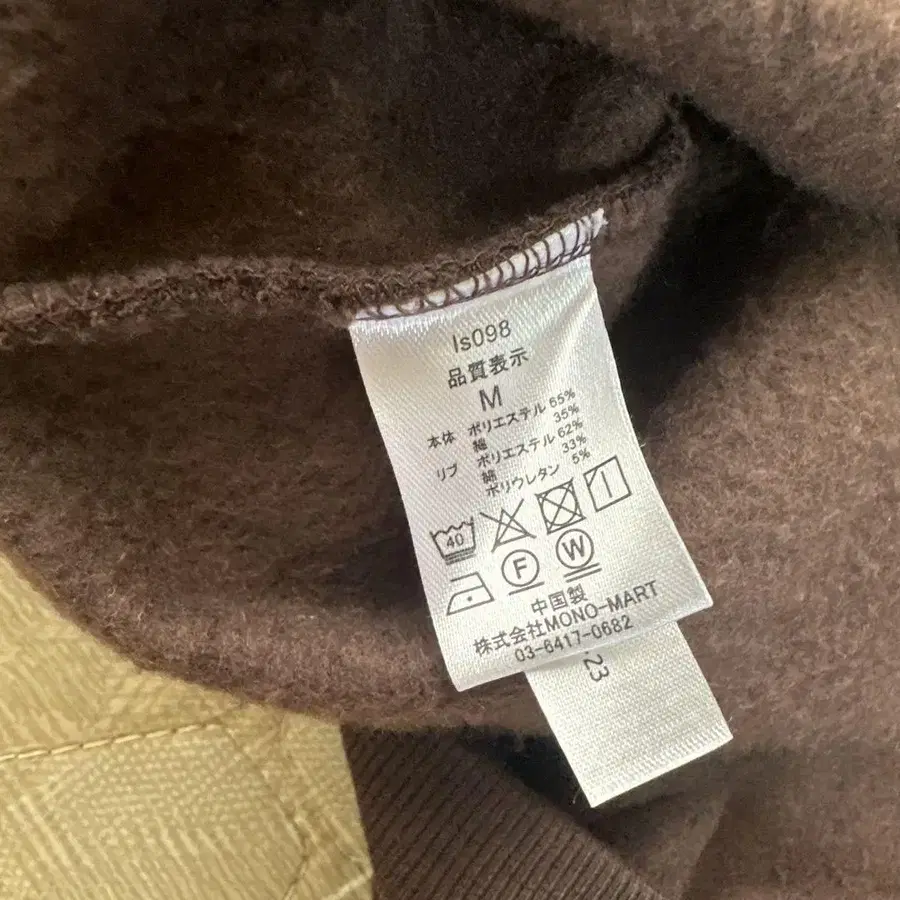 ls098
品質表示
M
本体 ポリエステル 65%
綿 35%
リブ ポリエステル 62%
綿 33%
ポリウレタン 5%
40
F W
中国製
株式会社MONO-MART
03-6417-0682
23